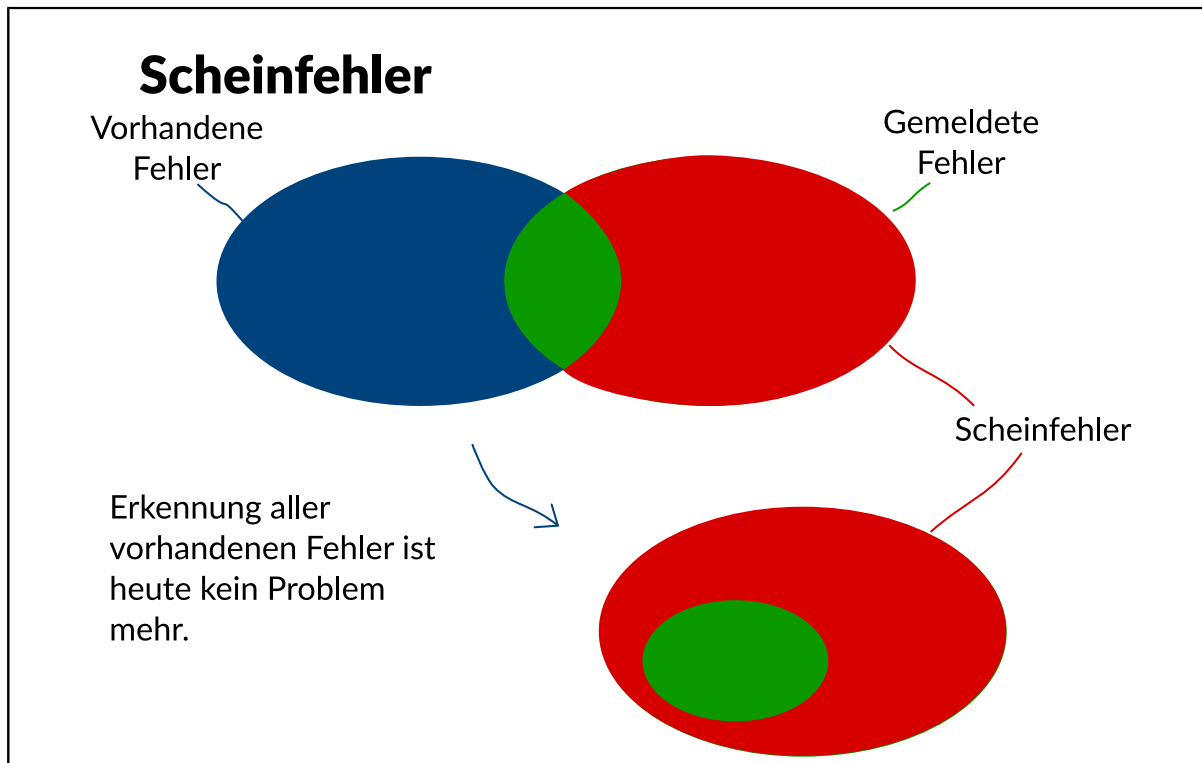 Scheinfehler
Vorhandene
Fehler
Gemeldete
Fehler
Scheinfehler
Erkennung aller
vorhandenen Fehler ist
heute kein Problem
mehr.